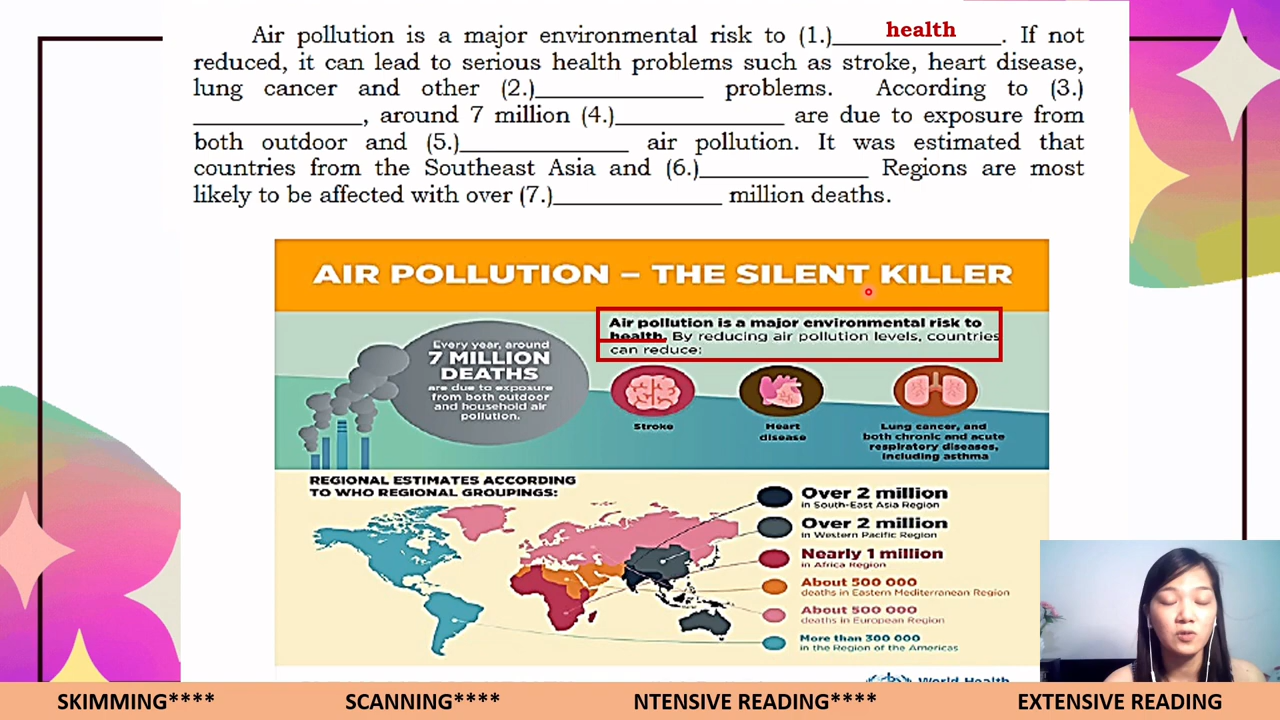 Air pollution is a major environmental risk to (1.) health. If not
reduced, it can lead to serious health problems such as stroke, heart disease,
lung cancer and other (2.)______________ problems. According to (3.)
______________, around 7 million (4.)______________ are due to exposure from
both outdoor and (5.)______________ air pollution. It was estimated that
countries from the Southeast Asia and (6.)______________ Regions are most
likely to be affected with over (7.)______________ million deaths.
AIR POLLUTION – THE SILENT KILLER
Every year, around
7 MILLION
DEATHS
are due to exposure
from both outdoor
and household air
pollution.
Air pollution is a major environmental risk to
health. By reducing air pollution levels, countries
can reduce:
Stroke
Heart
disease
Lung cancer, and
both chronic and acute
respiratory diseases,
including asthma
REGIONAL ESTIMATES ACCORDING
TO WHO REGIONAL GROUPINGS:
Over 2 million
in South-East Asia Region
Over 2 million
in Western Pacific Region
Nearly 1 million
in Africa Region
About 500 000
deaths in Eastern Mediterranean Region
About 500 000
deaths in European Region
More than 300 000
in the Region of the Americas
World Health
SKIMMING**** SCANNING**** NTENSIVE READING**** EXTENSIVE READING